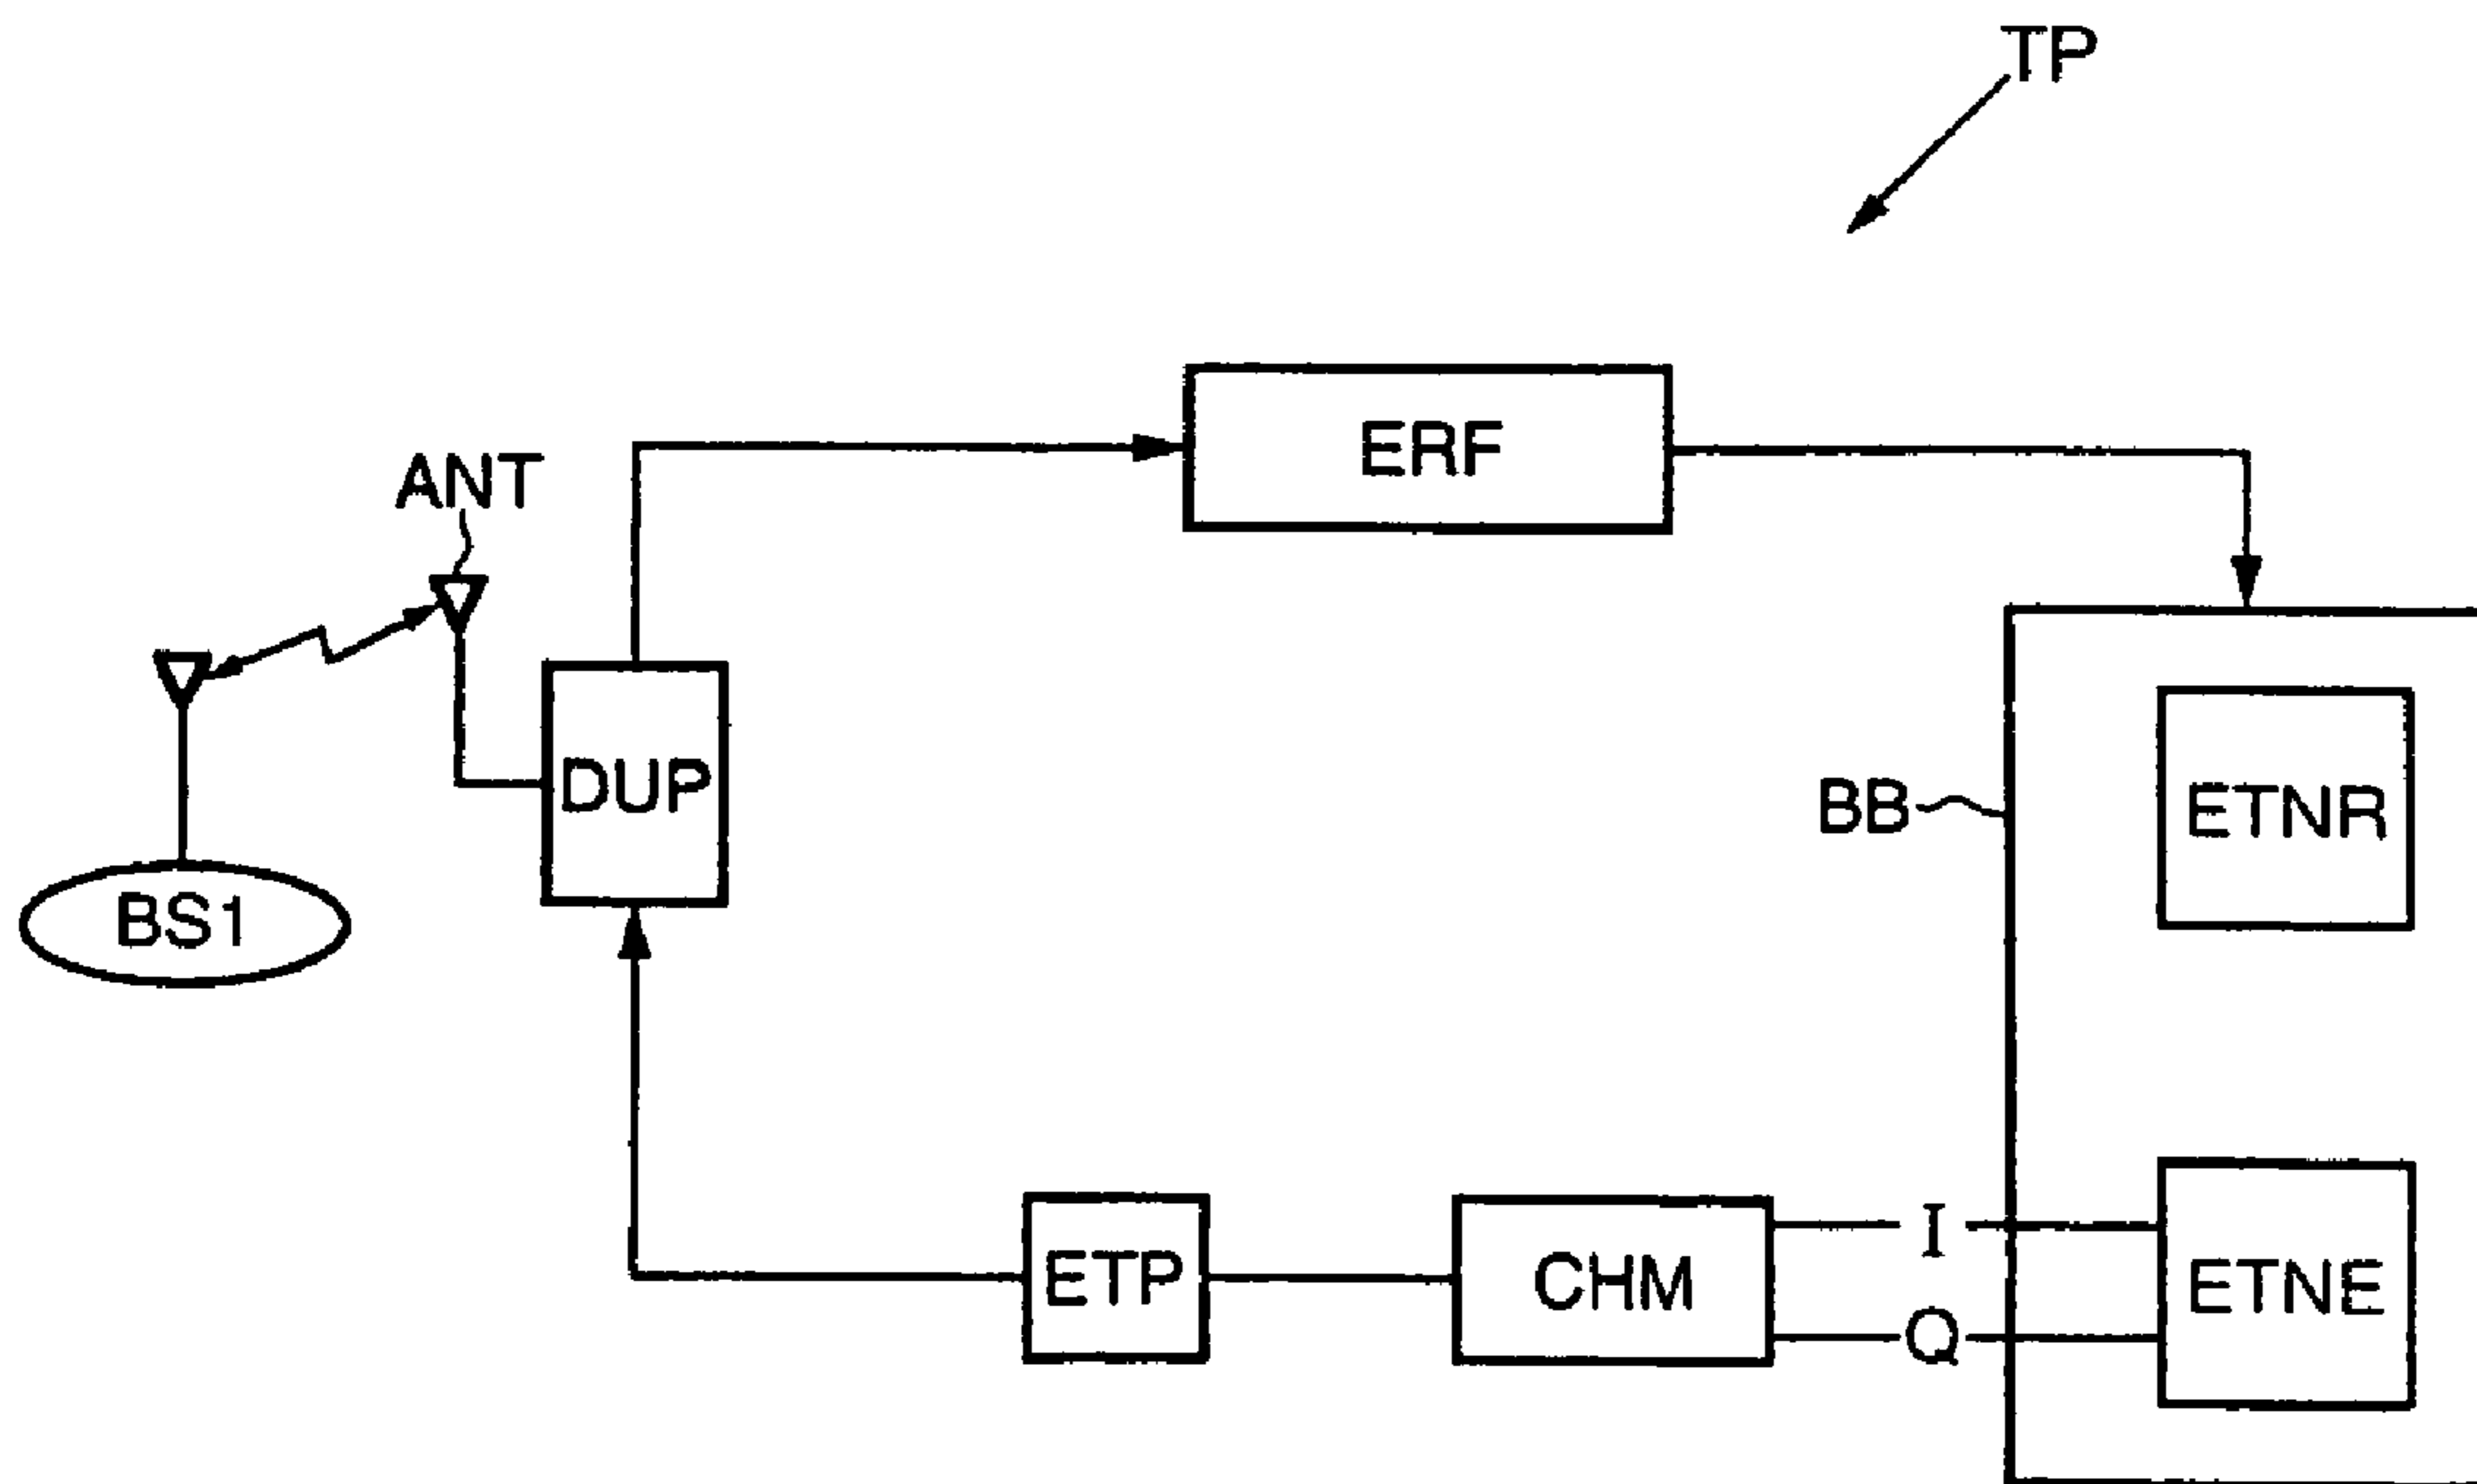 TP
ERF
ANT
DUP
BB
ETNR
BS1
I
ETP
CHM
ETNE
Q